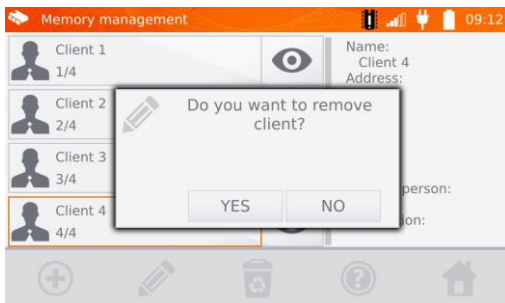 Memory management
09:12
Client 1
1/4
Client 2
2/4
Client 3
3/4
Client 4
4/4
Name:
Client 4
Address:
person:
ion:
Do you want to remove
client?
YES
NO